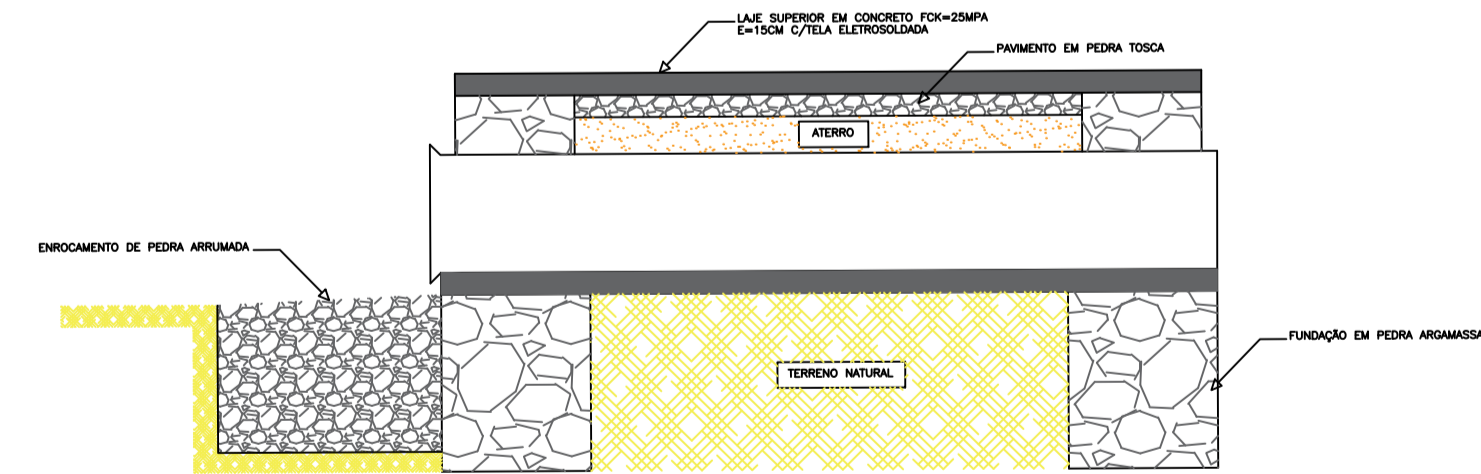 LAJE SUPERIOR EM CONCRETO FCK=25MPA
E=15CM C/TELA ELETROSOLDADA
PAVIMENTO EM PEDRA TOSCA
ATERRO
ENROCAMENTO DE PEDRA ARRUMADA
FUNDAÇÃO EM PEDRA ARGAMASSA
TERRENO NATURAL